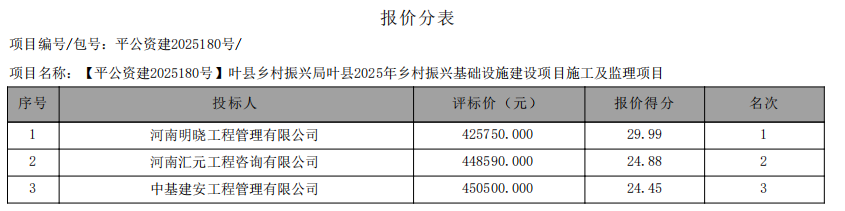 报价分表
项目编号/包号：平公资建2025180号/
项目名称：【平公资建2025180号】叶县乡村振兴局叶县2025年乡村振兴基础设施建设项目施工及监理项目
序号 投标人 评标价（元） 报价得分 名次
1 河南明晓工程管理有限公司 425750.000 29.99 1
2 河南汇元工程咨询有限公司 448590.000 24.88 2
3 中基建安工程管理有限公司 450500.000 24.45 3